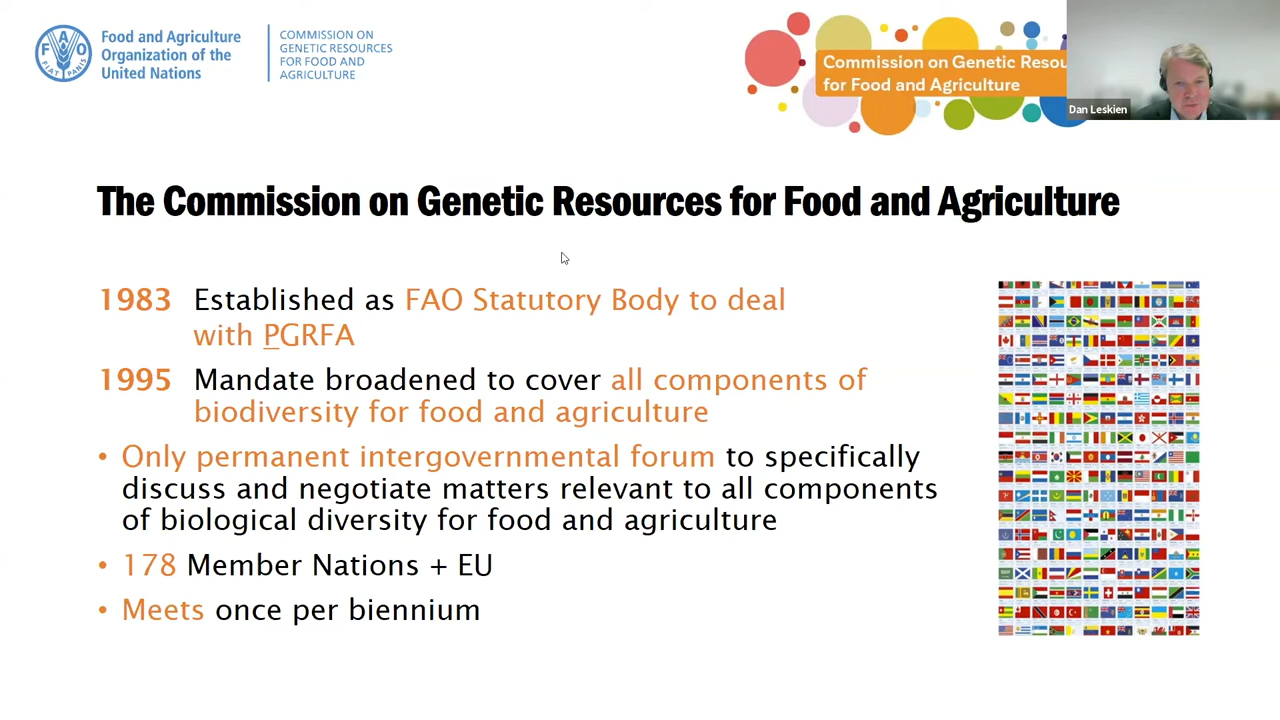 Food and Agriculture
Organization of the
United Nations
COMMISSION ON
GENETIC RESOURCES
FOR FOOD AND
AGRICULTURE
F A O
FIAT PANIS
Commission on Genetic Resou
for Food and Agriculture
Dan Leskien
The Commission on Genetic Resources for Food and Agriculture
1983 Established as FAO Statutory Body to deal
with PGRFA
1995 Mandate broadened to cover all components of
biodiversity for food and agriculture
• Only permanent intergovernmental forum to specifically
discuss and negotiate matters relevant to all components
of biological diversity for food and agriculture
• 178 Member Nations + EU
• Meets once per biennium